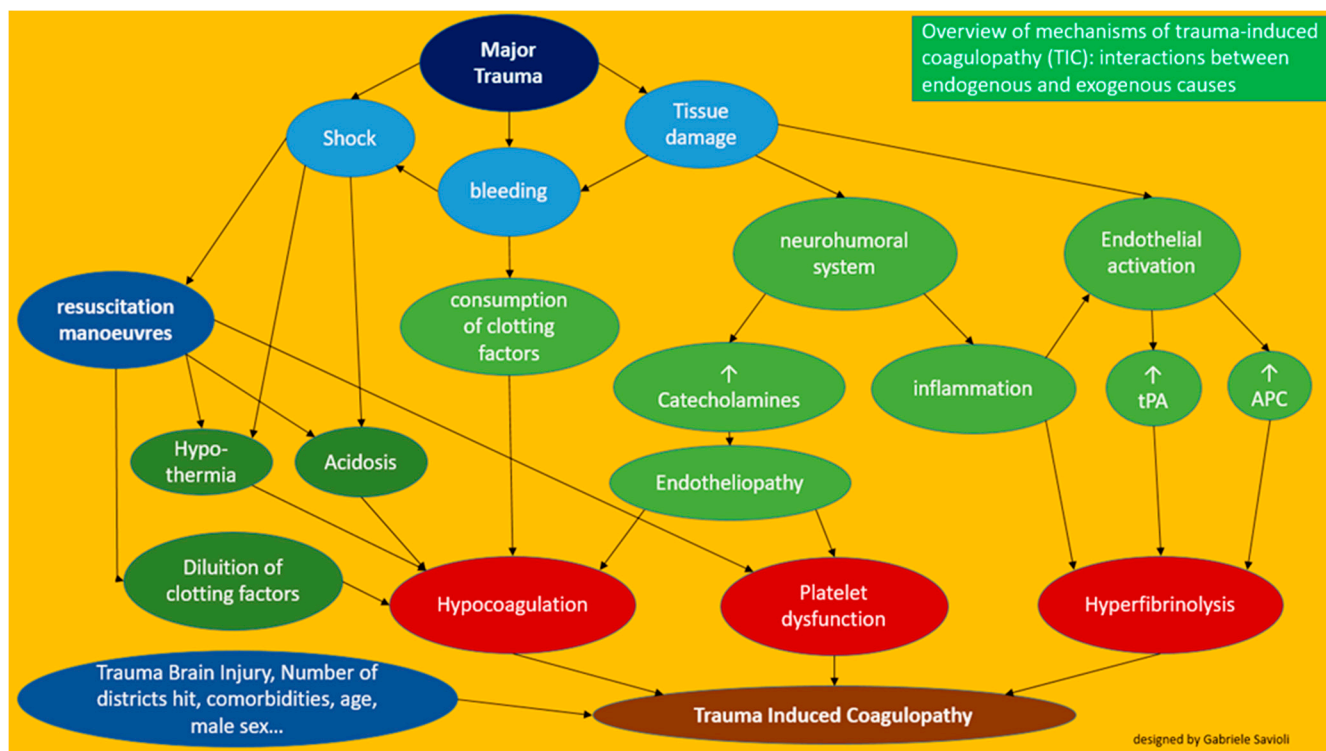 Overview of mechanisms of trauma-induced
coagulopathy (TIC): interactions between
endogenous and exogenous causes
Major
Trauma
Shock
Tissue
damage
bleeding
neurohumoral
system
Endothelial
activation
resuscitation
manoeuvres
consumption
of clotting
factors
↑
Catecholamines
inflammation
↑
tPA
↑
APC
Hypo-
thermia
Acidosis
Endotheliopathy
Diluition of
clotting factors
Hypocoagulation
Platelet
dysfunction
Hyperfibrinolysis
Trauma Brain Injury, Number of
districts hit, comorbidities, age,
male sex...
Trauma Induced Coagulopathy
designed by Gabriele Savioli